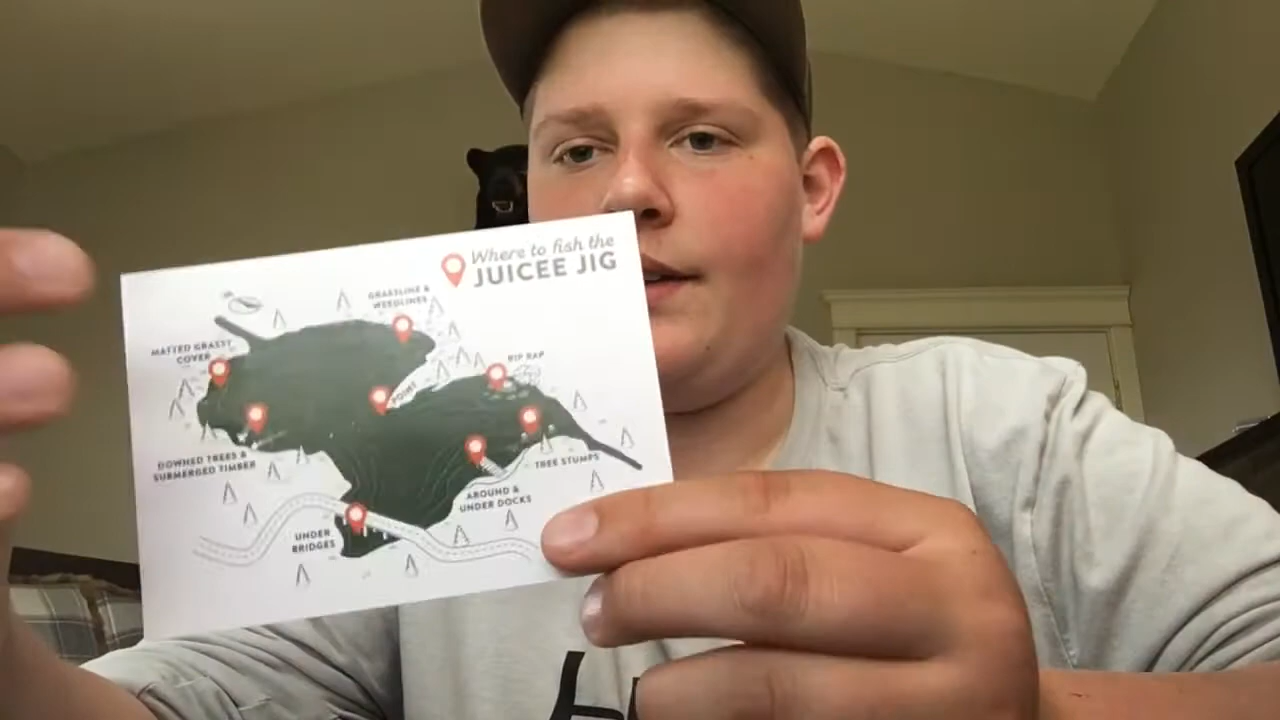 Where to fish the
JUICEE JIG
GRASSLINE &
WEEDLINES
MATTED GRASSY
COVER
RIP RAP
POINT
DOWNED TREES &
SUBMERGED TIMBER
TREE STUMPS
AROUND &
UNDER DOCKS
UNDER
BRIDGES